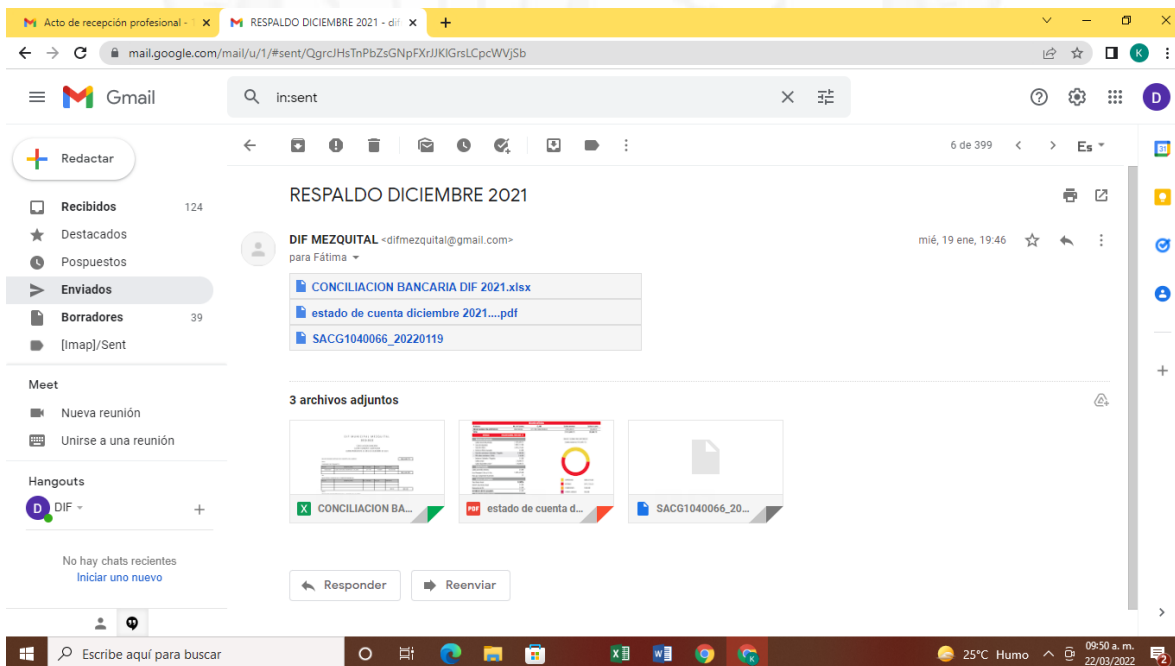 Acto de recepción profesional -
RESPALDO DICIEMBRE 2021 - dif
mail.google.com/mail/u/1/#sent/QgrcJHsTnPbZsGNpFXrJJKlGrsLCpcWVjSb
K
Gmail
in:sent
D
Redactar
6 de 399
Es
31
RESPALDO DICIEMBRE 2021
Recibidos 124
Destacados
Pospuestos
Enviados
Borradores 39
[Imap]/Sent
DIF MEZQUITAL <difmezquital@gmail.com>
mié, 19 ene, 19:46
para Fátima
CONCILIACION BANCARIA DIF 2021.xlsx
estado de cuenta diciembre 2021....pdf
SACG1040066_20220119
Meet
Nueva reunión
Unirse a una reunión
3 archivos adjuntos
X CONCILIACION BA...
PDF estado de cuenta d...
SACG1040066_20...
Hangouts
D DIF
No hay chats recientes
Iniciar uno nuevo
Responder
Reenviar
Escribe aquí para buscar
25°C Humo
09:50 a. m.
22/03/2022
2